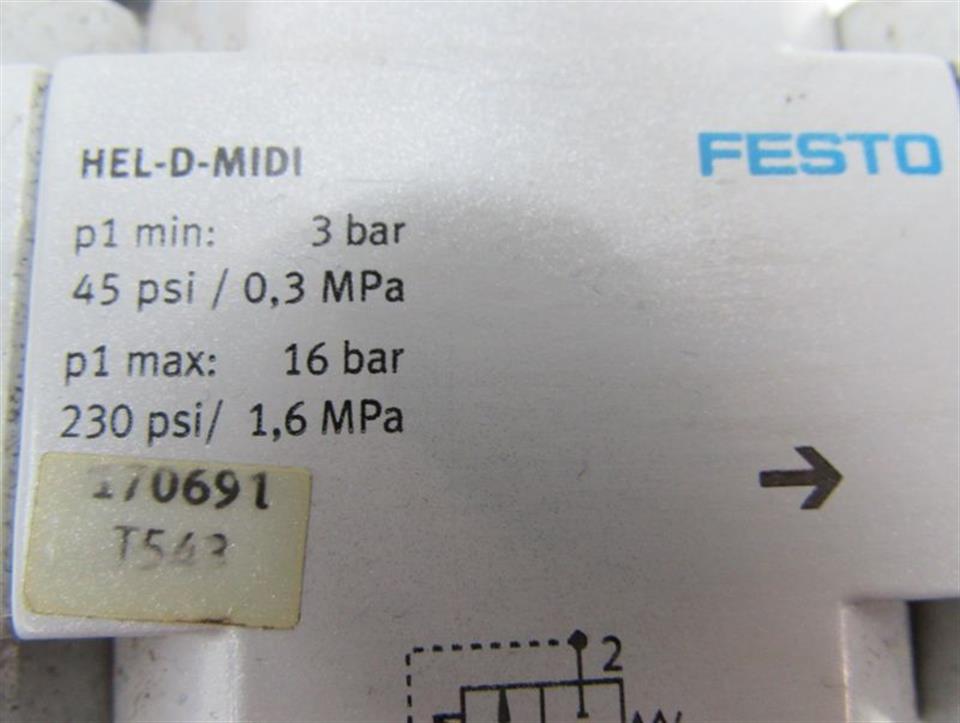 HEL-D-MIDI
FESTO
p1 min: 3 bar
45 psi / 0,3 MPa
p1 max: 16 bar
230 psi/ 1,6 MPa
170691
T543
2